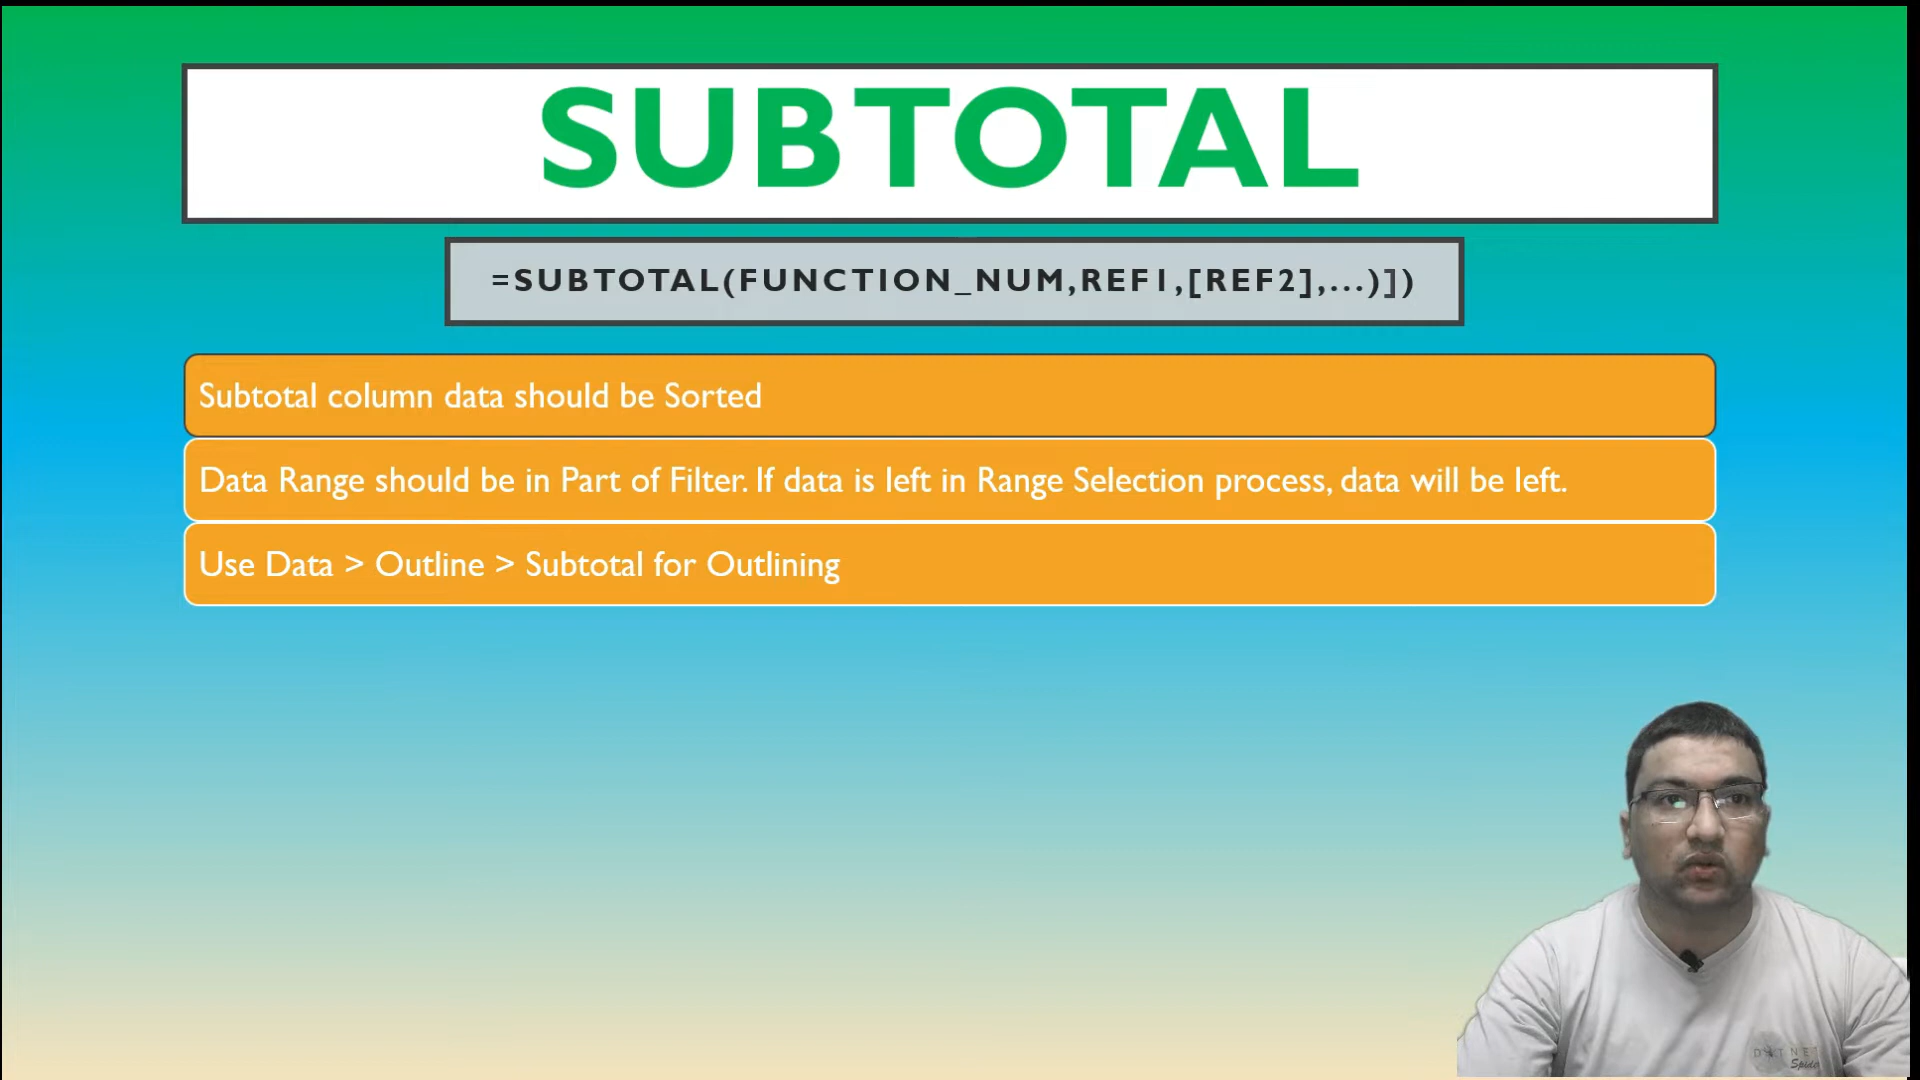 SUBTOTAL
=SUBTOTAL(FUNCTION_NUM,REF1,[REF2],...)])
Subtotal column data should be Sorted
Data Range should be in Part of Filter. If data is left in Range Selection process, data will be left.
Use Data > Outline > Subtotal for Outlining